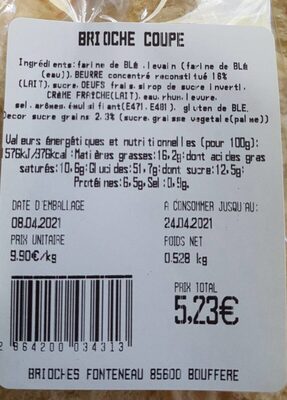 BRIOCHE COUPE
Ingrédients:farine de BLÉ, levain (farine de BLÉ
(eau)), BEURRE concentré reconstitué 16%
(LAIT), sucre, OEUFS frais, sirop de sucre inverti,
CRÈME FRAÎCHE(LAIT), eau, rhum, levure,
sel, arômes, émulsifiant(E471, E481), gluten de BLÉ,
Decor sucre grains 2.3% (sucre, graisse vegetale(palme))
Valeurs énergétiques et nutritionnelles (pour 100g):
1576kJ/376kcal;Matières grasses:16,2g;dont acides gras
saturés:10,6g;Glucides:51,7g;dont sucre:12,5g;
Protéines:6,5g,Sel:0,9g.
DATE D'EMBALLAGE
08.04.2021
A CONSOMMER JUSQU'AU:
24.04.2021
PRIX UNITAIRE
9.90€/kg
POIDS NET
0.528 kg
PRIX TOTAL
5,23€
2 964200 034313
BRIOCHES FONTENEAU 85600 BOUFFERE